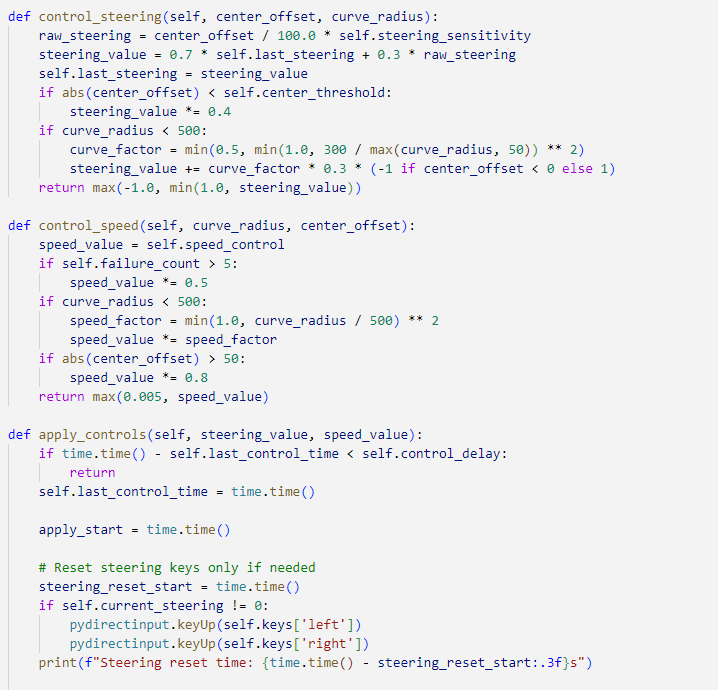 def control_steering(self, center_offset, curve_radius):
    raw_steering = center_offset / 100.0 * self.steering_sensitivity
    steering_value = 0.7 * self.last_steering + 0.3 * raw_steering
    self.last_steering = steering_value
    if abs(center_offset) < self.center_threshold:
        steering_value *= 0.4
    if curve_radius < 500:
        curve_factor = min(0.5, min(1.0, 300 / max(curve_radius, 50)) ** 2)
        steering_value += curve_factor * 0.3 * (-1 if center_offset < 0 else 1)
    return max(-1.0, min(1.0, steering_value))

def control_speed(self, curve_radius, center_offset):
    speed_value = self.speed_control
    if self.failure_count > 5:
        speed_value *= 0.5
    if curve_radius < 500:
        speed_factor = min(1.0, curve_radius / 500) ** 2
        speed_value *= speed_factor
    if abs(center_offset) > 50:
        speed_value *= 0.8
    return max(0.005, speed_value)

def apply_controls(self, steering_value, speed_value):
    if time.time() - self.last_control_time < self.control_delay:
        return
    self.last_control_time = time.time()

    apply_start = time.time()

    # Reset steering keys only if needed
    steering_reset_start = time.time()
    if self.current_steering != 0:
        pydirectinput.keyUp(self.keys['left'])
        pydirectinput.keyUp(self.keys['right'])
    print(f"Steering reset time: {time.time() - steering_reset_start:.3f}s")